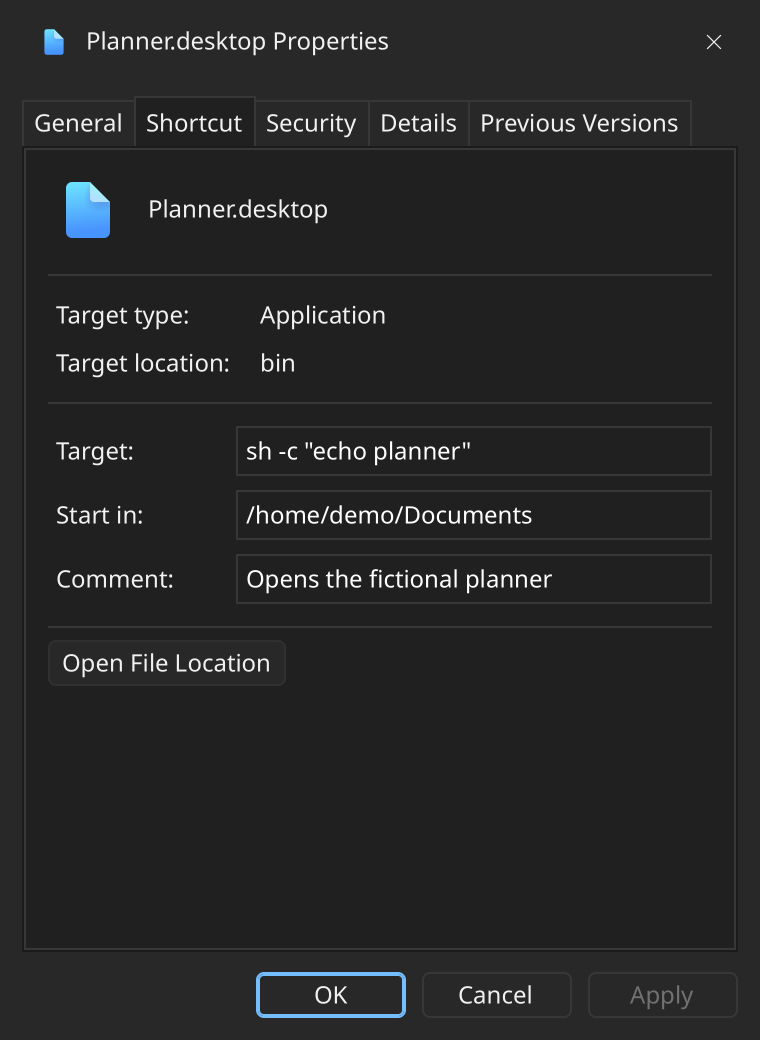 Planner.desktop Properties
General Shortcut Security Details Previous Versions
Planner.desktop
Target type: Application
Target location: bin
Target: sh -c "echo planner"
Start in: /home/demo/Documents
Comment: Opens the fictional planner
Open File Location
OK Cancel Apply